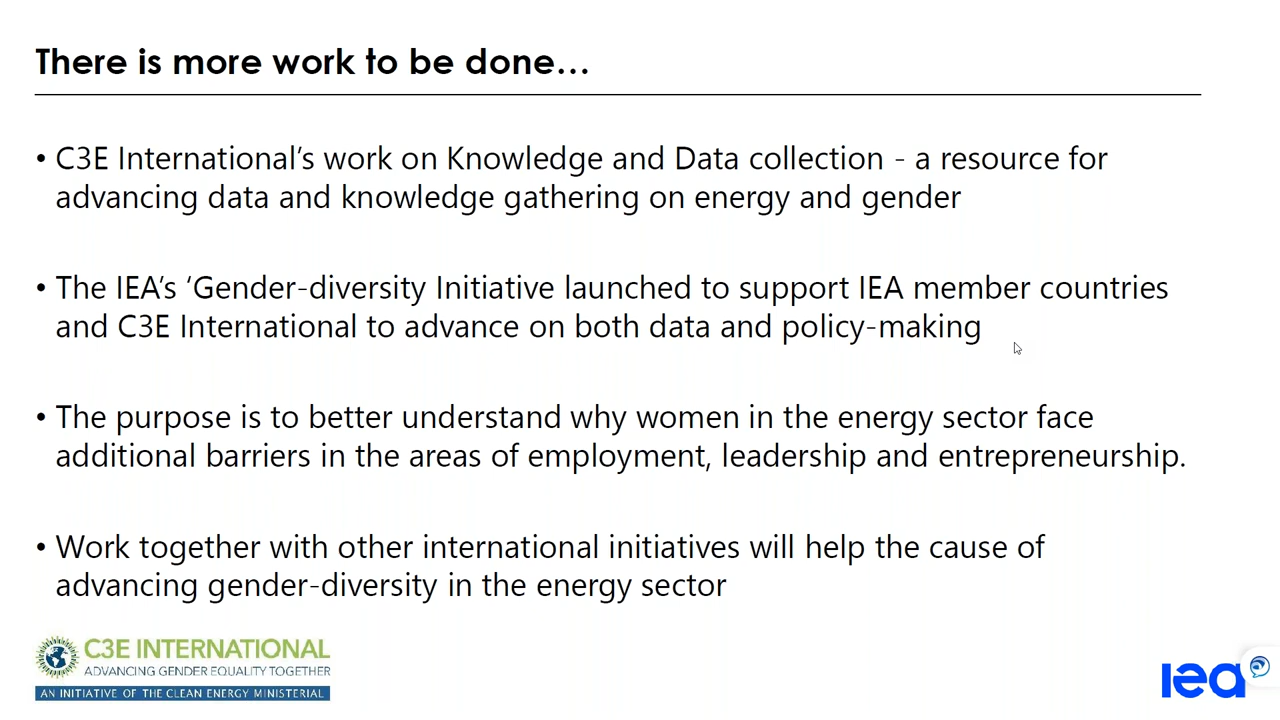 There is more work to be done…
• C3E International’s work on Knowledge and Data collection - a resource for
advancing data and knowledge gathering on energy and gender
• The IEA’s ‘Gender-diversity Initiative launched to support IEA member countries
and C3E International to advance on both data and policy-making
• The purpose is to better understand why women in the energy sector face
additional barriers in the areas of employment, leadership and entrepreneurship.
• Work together with other international initiatives will help the cause of
advancing gender-diversity in the energy sector
C3E INTERNATIONAL
ADVANCING GENDER EQUALITY TOGETHER
AN INITIATIVE OF THE CLEAN ENERGY MINISTERIAL
iea